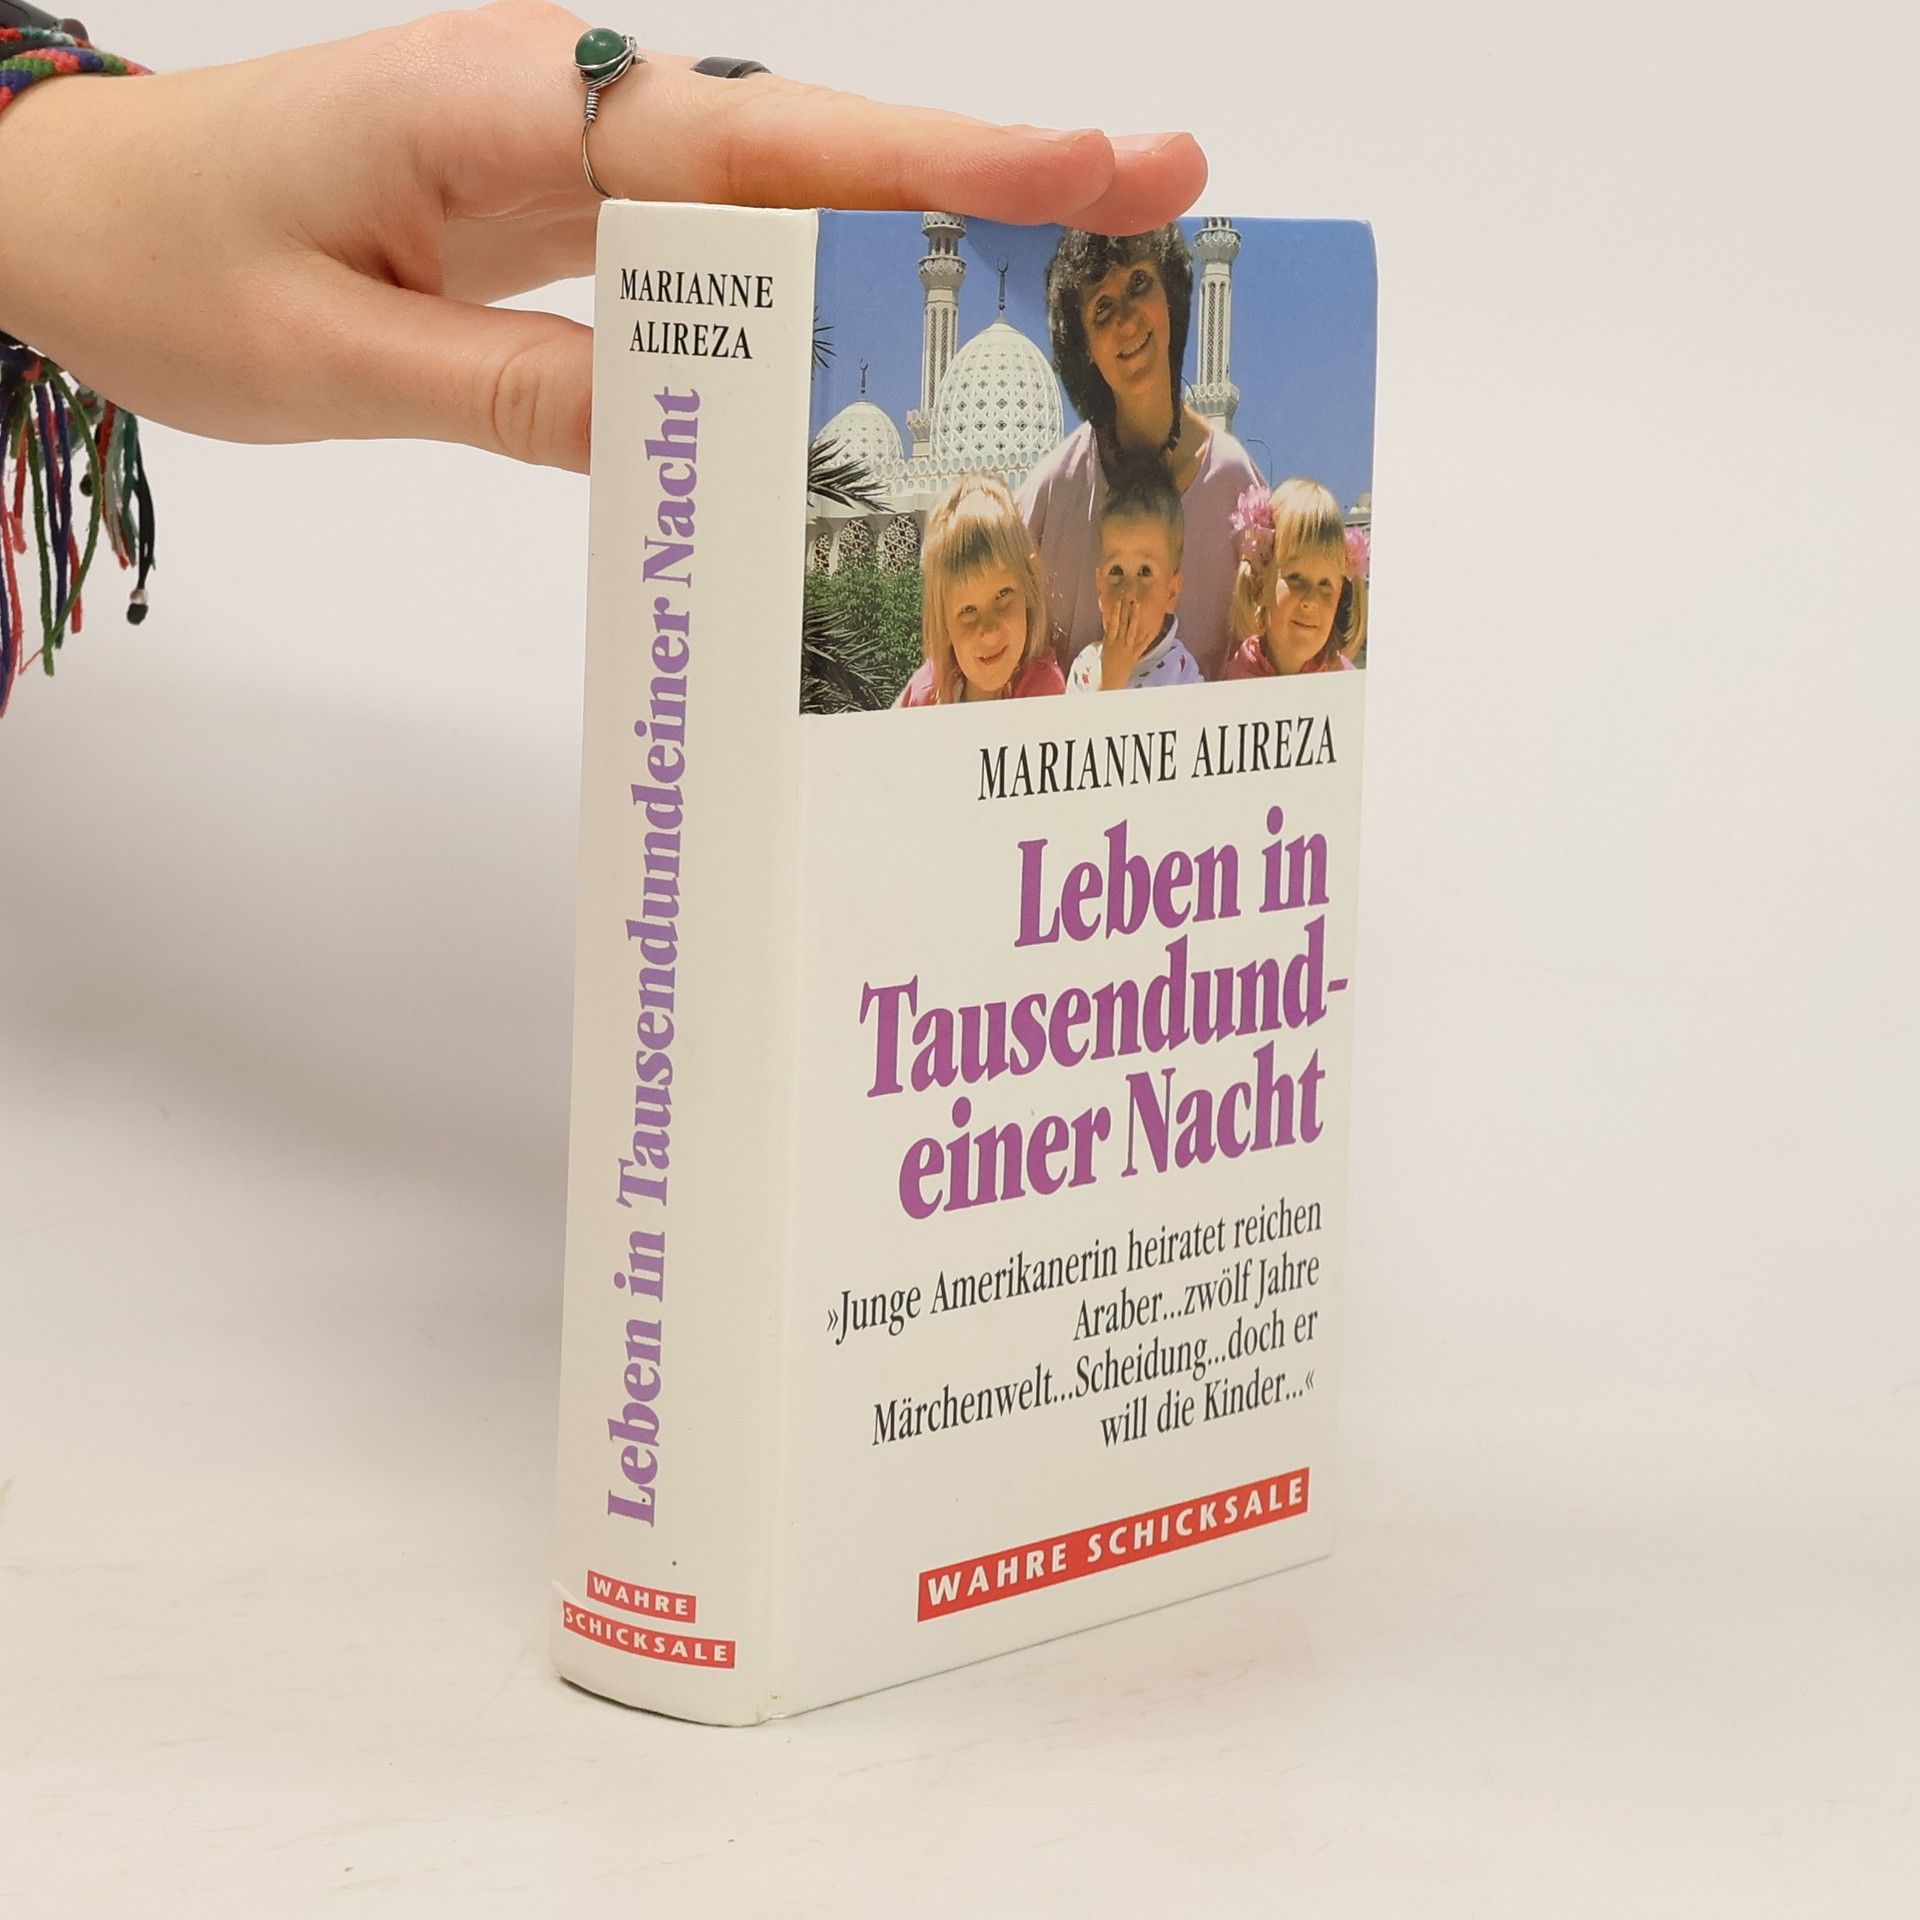 MARIANNE
ALIREZA
Leben in Tausendundeiner Nacht
WAHRE
SCHICKSALE
MARIANNE ALIREZA
Leben in
Tausendund-
einer Nacht
»Junge Amerikanerin heiratet reichen
Araber...zwölf Jahre
Märchenwelt...Scheidung...doch er
will die Kinder...«
WAHRE SCHICKSALE